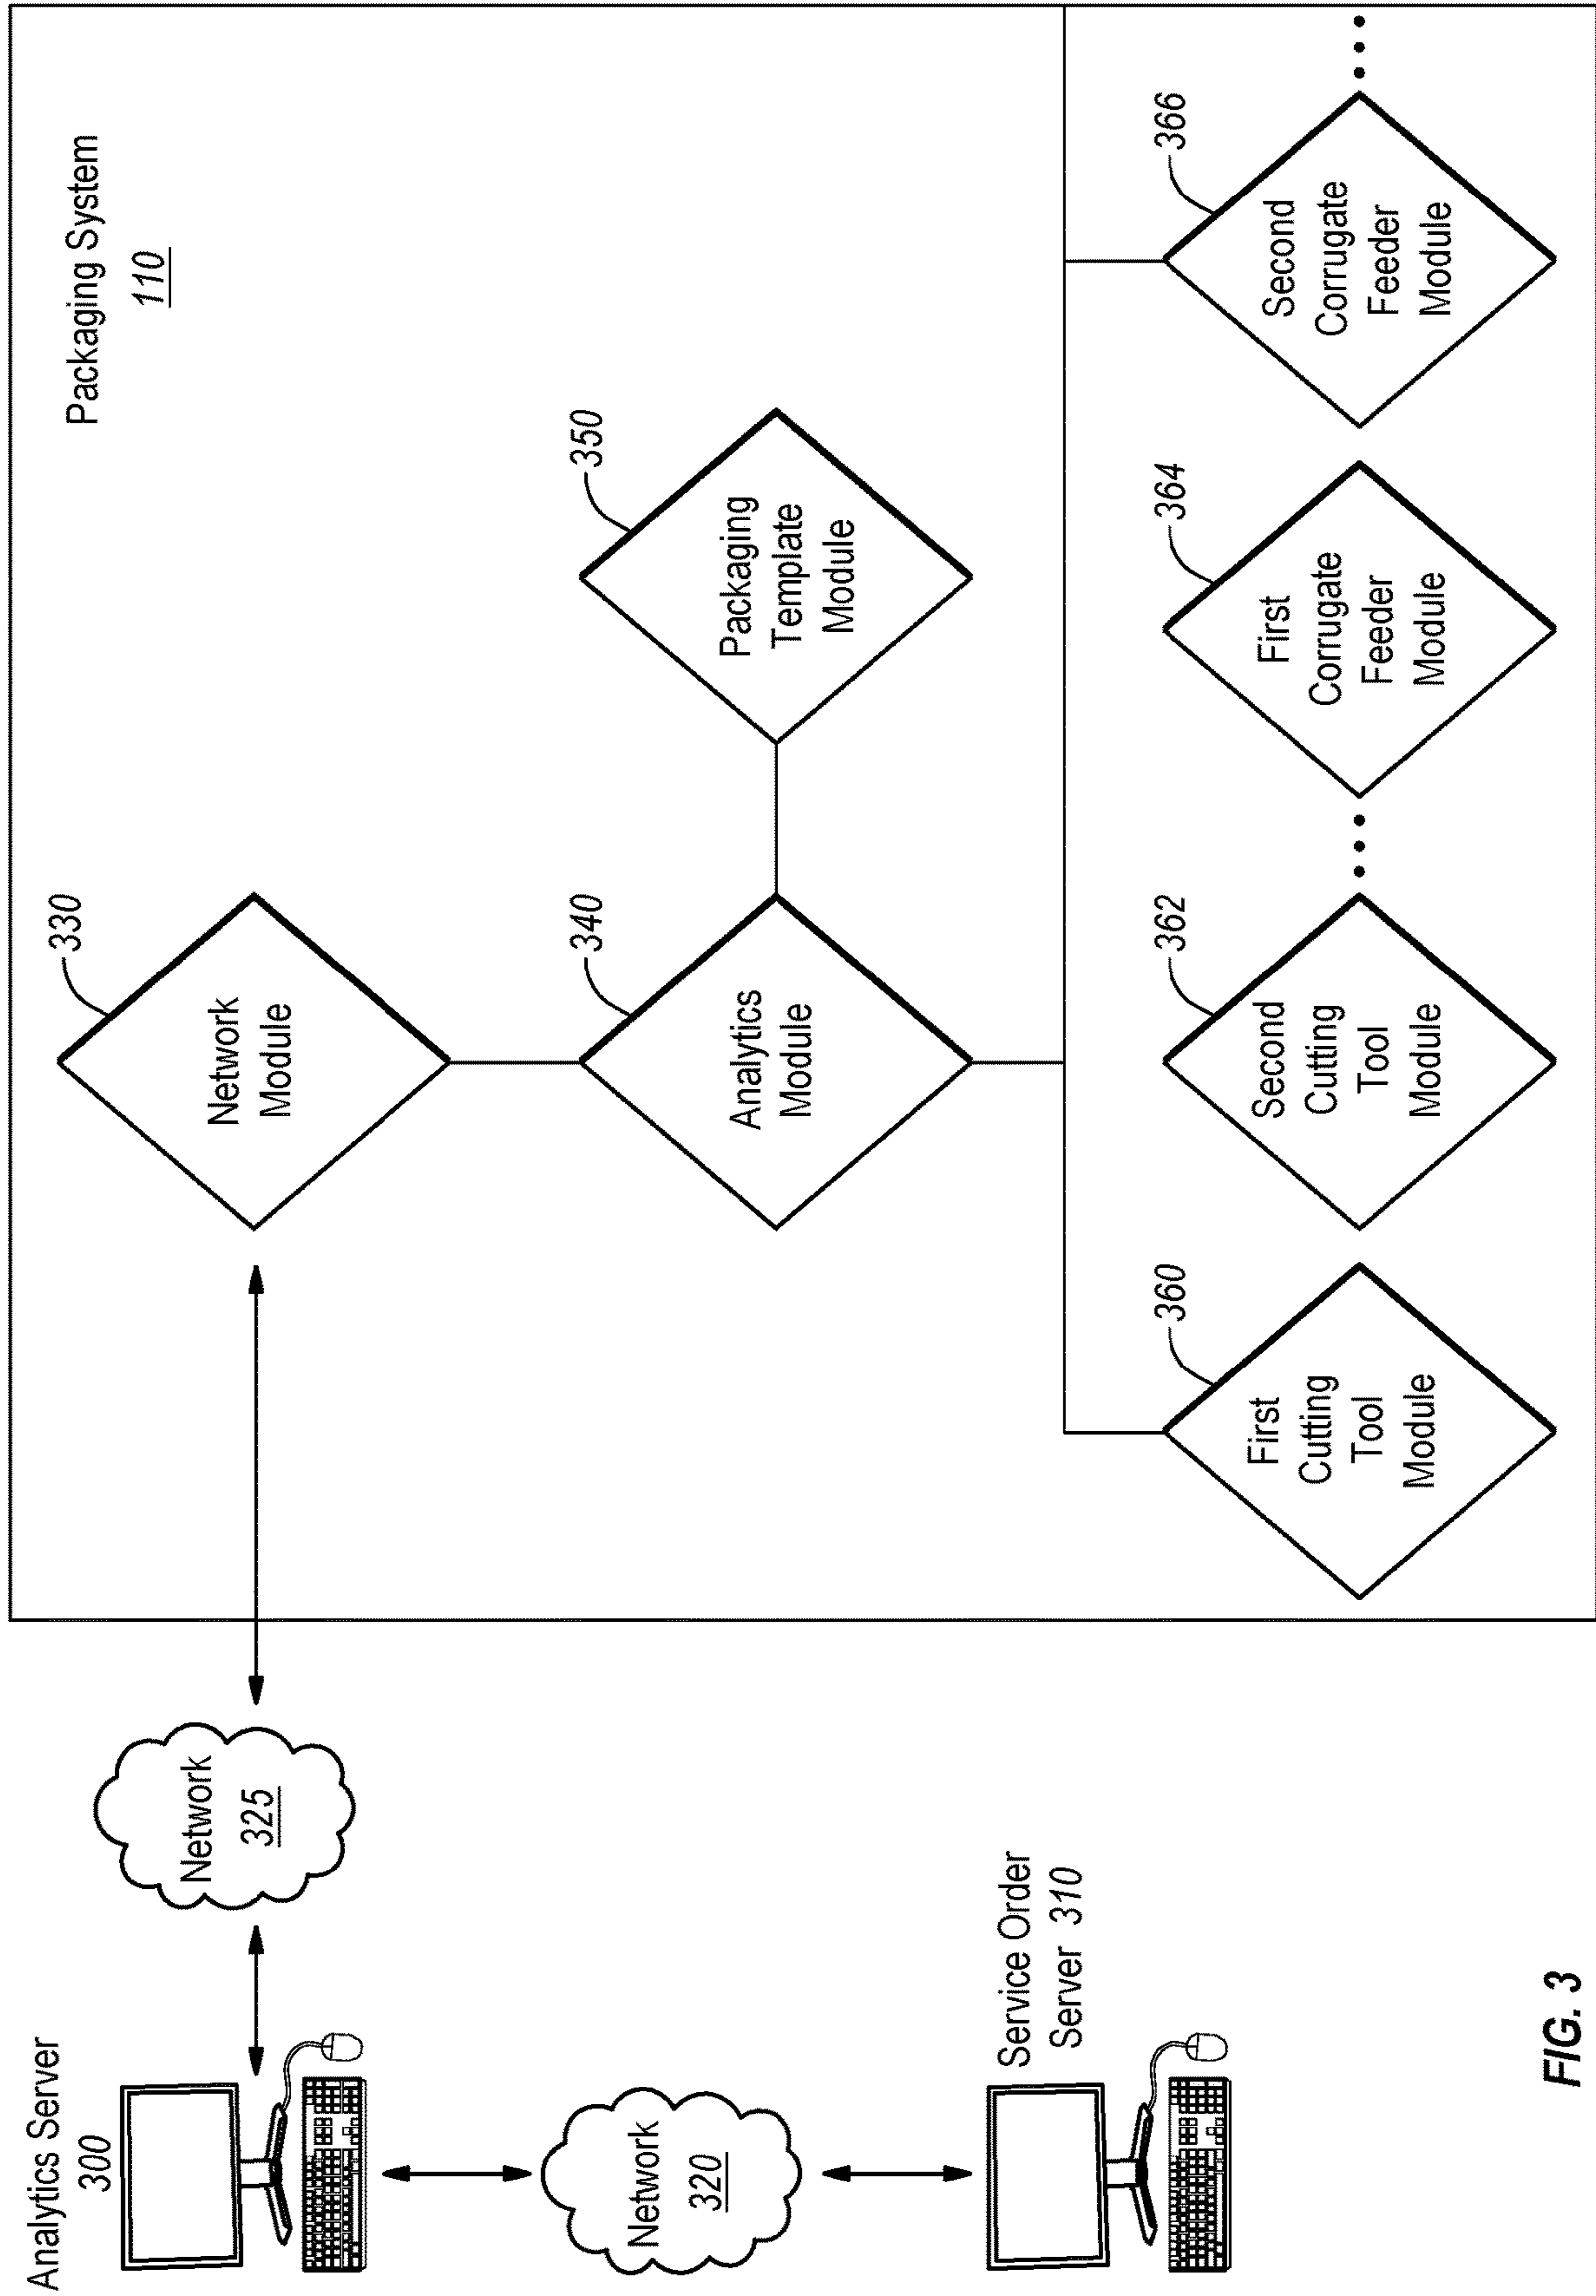 Analytics Server
300
Network
325
Network
320
Service Order
Server 310
Packaging System
110
330
Network
Module
340
Analytics
Module
350
Packaging
Template
Module
360
First
Cutting
Tool
Module
362
Second
Cutting
Tool
Module
364
First
Corrugate
Feeder
Module
366
Second
Corrugate
Feeder
Module
FIG. 3